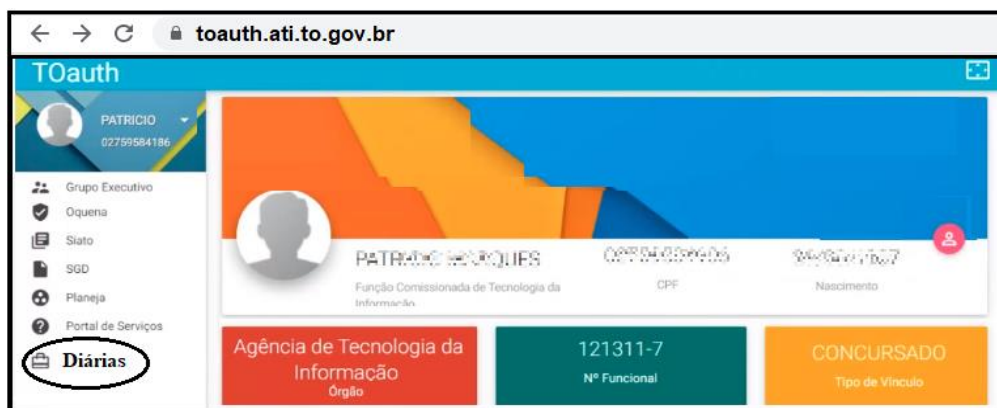 toauth.ati.to.gov.br
TOauth
PATRICIO
02759584186
Grupo Executivo
Oquena
Siato
SGD
Planeja
Portal de Serviços
Diárias
Função Comissionada de Tecnologia da
Informação
CPF
Nascimento
Agência de Tecnologia da
Informação
Órgão
121311-7
Nº Funcional
CONCURSADO
Tipo de Vínculo